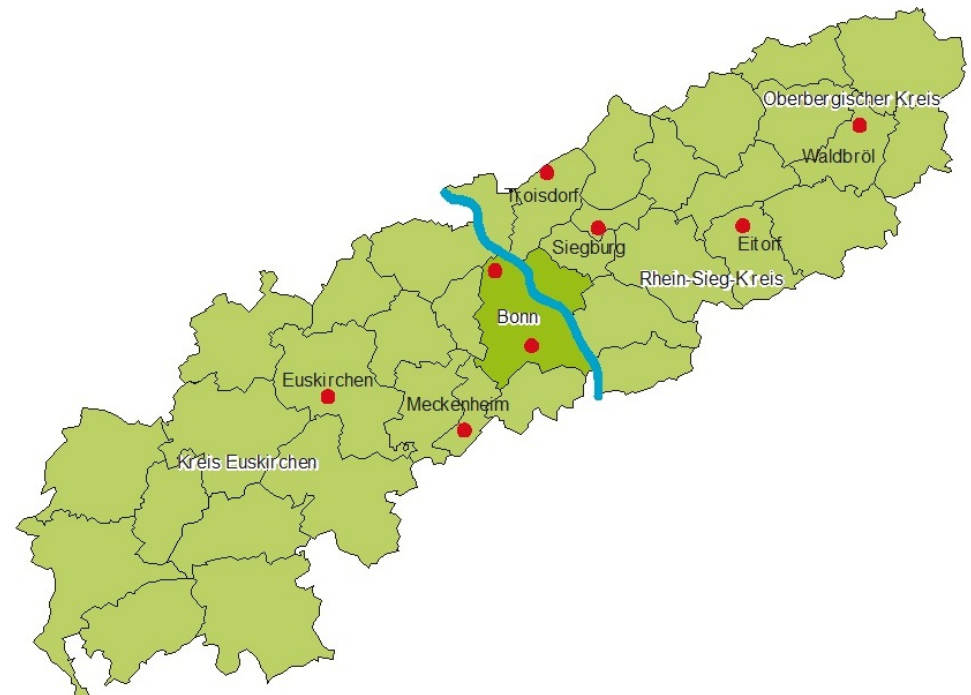 Oberbergischer Kreis
Waldbröl
Troisdorf
Siegburg
Eitorf
Rhein-Sieg-Kreis
Bonn
Euskirchen
Meckenheim
Kreis Euskirchen